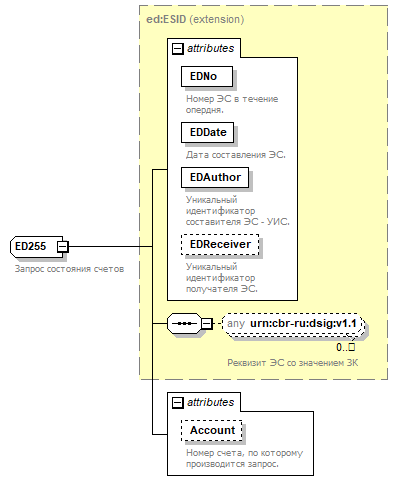 ed:ESID (extension)
attributes
EDNo
Номер ЭС в течение
опердня.
EDDate
Дата составления ЭС.
EDAuthor
Уникальный
идентификатор
составителя ЭС - УИС.
EDReceiver
Уникальный
идентификатор
получателя ЭС.
ED255
Запрос состояния счетов
any urn:cbr-ru:dsig:v1.1
0..□
Реквизит ЭС со значением ЗК
attributes
Account
Номер счета, по которому
производится запрос.